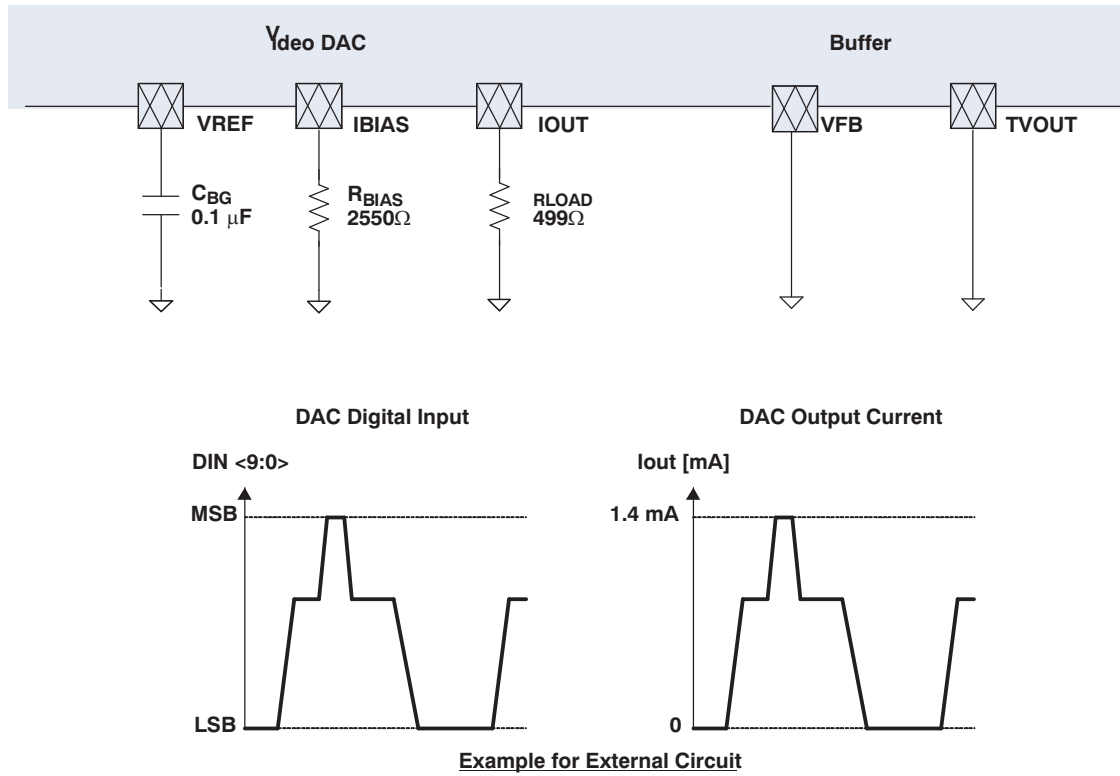 Video DAC
Buffer
VREF
IBIAS
IOUT
VFB
TVOUT
CBG
0.1 μF
RBIAS
2550Ω
RLOAD
499Ω
DAC Digital Input
DAC Output Current
DIN <9:0>
Iout [mA]
MSB
1.4 mA
LSB
0
Example for External Circuit